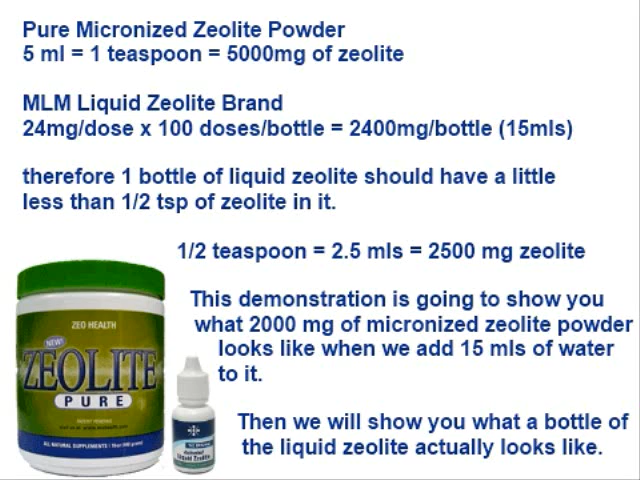 Pure Micronized Zeolite Powder
5 ml = 1 teaspoon = 5000mg of zeolite
MLM Liquid Zeolite Brand
24mg/dose x 100 doses/bottle = 2400mg/bottle (15mls)
therefore 1 bottle of liquid zeolite should have a little
less than 1/2 tsp of zeolite in it.
1/2 teaspoon = 2.5 mls = 2500 mg zeolite
This demonstration is going to show you
what 2000 mg of micronized zeolite powder
looks like when we add 15 mls of water
to it.
Then we will show you what a bottle of
the liquid zeolite actually looks like.
ZEO HEALTH
NEW!
ZEOLITE
PURE
ALL NATURAL SUPPLEMENTS
Liquid Zeolite